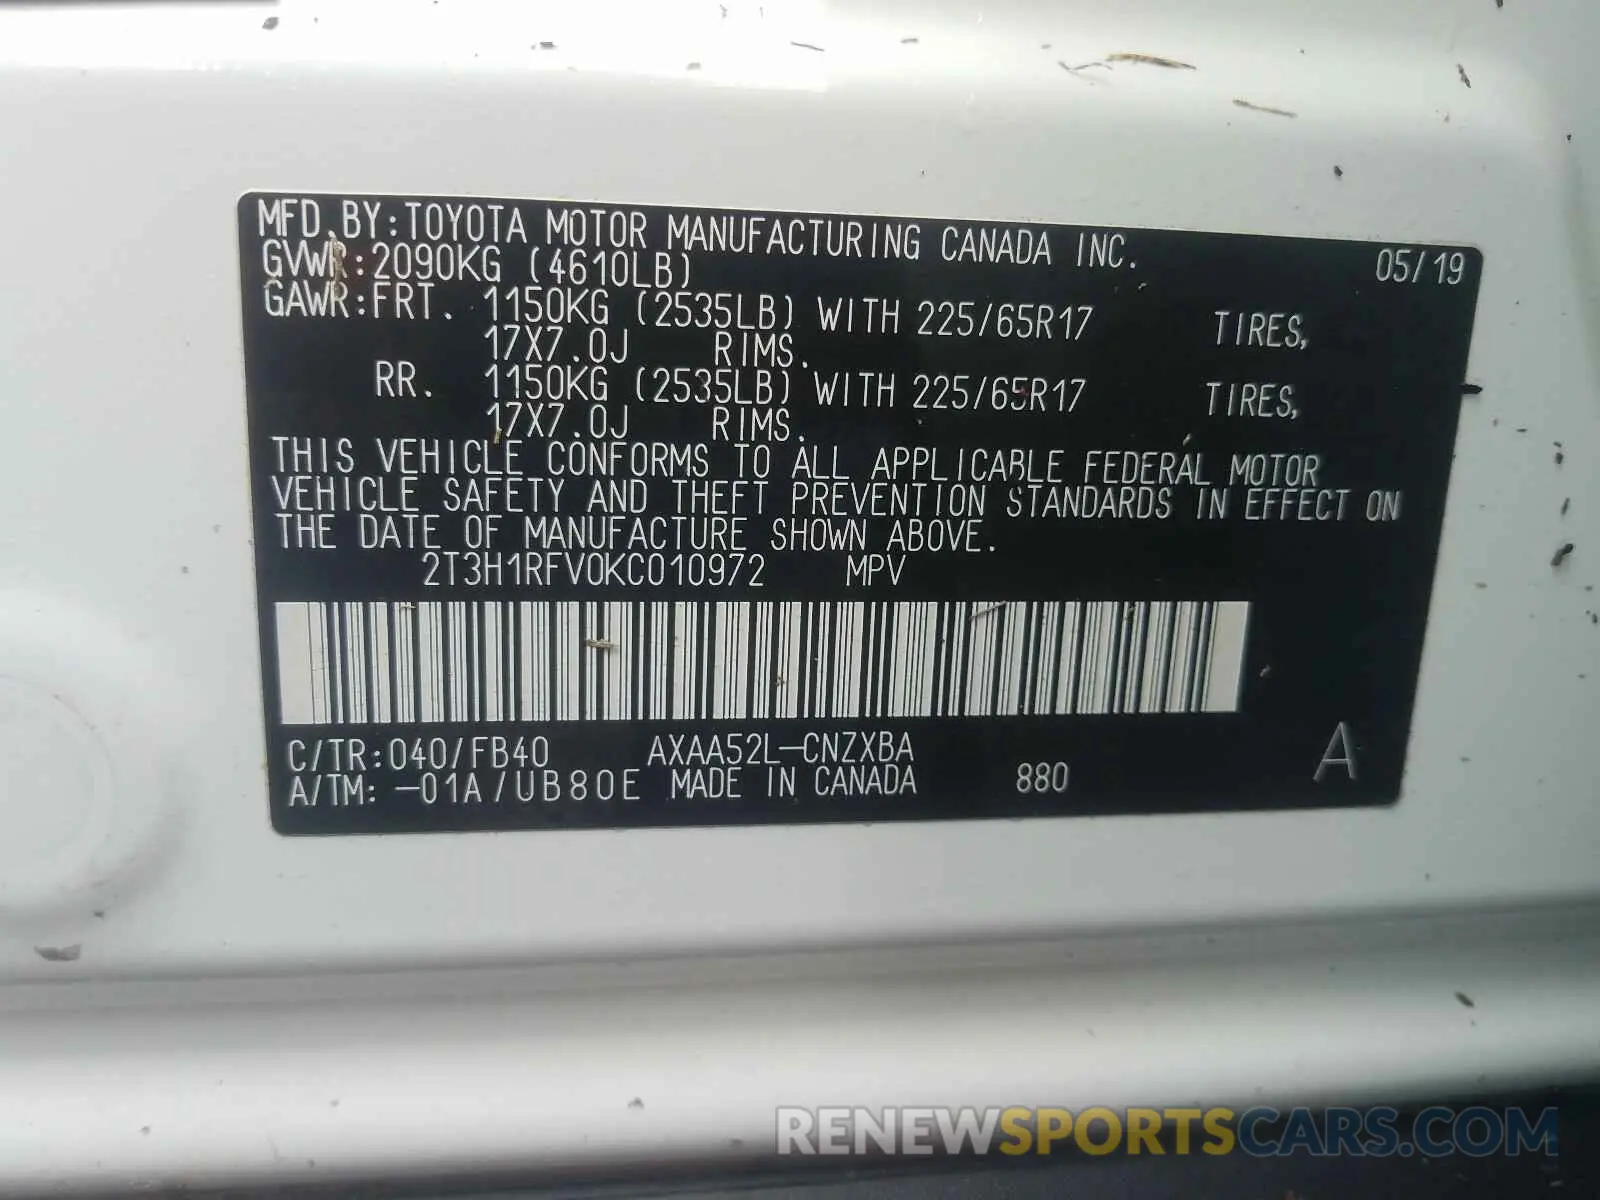 MFD.BY:TOYOTA MOTOR MANUFACTURING CANADA INC. 05/19
GVWR:2090KG (4610LB)
GAWR:FRT. 1150KG (2535LB) WITH 225/65R17 TIRES,
17X7.0J RIMS.
RR. 1150KG (2535LB) WITH 225/65R17 TIRES,
17X7.0J RIMS.
THIS VEHICLE CONFORMS TO ALL APPLICABLE FEDERAL MOTOR
VEHICLE SAFETY AND THEFT PREVENTION STANDARDS IN EFFECT ON
THE DATE OF MANUFACTURE SHOWN ABOVE.
2T3H1RFV0KC010972 MPV
C/TR:040/FB40 AXAA52L-CNZXBA A
A/TM:-01A/UB80E MADE IN CANADA 880
RENEWSPORTSCARS.COM